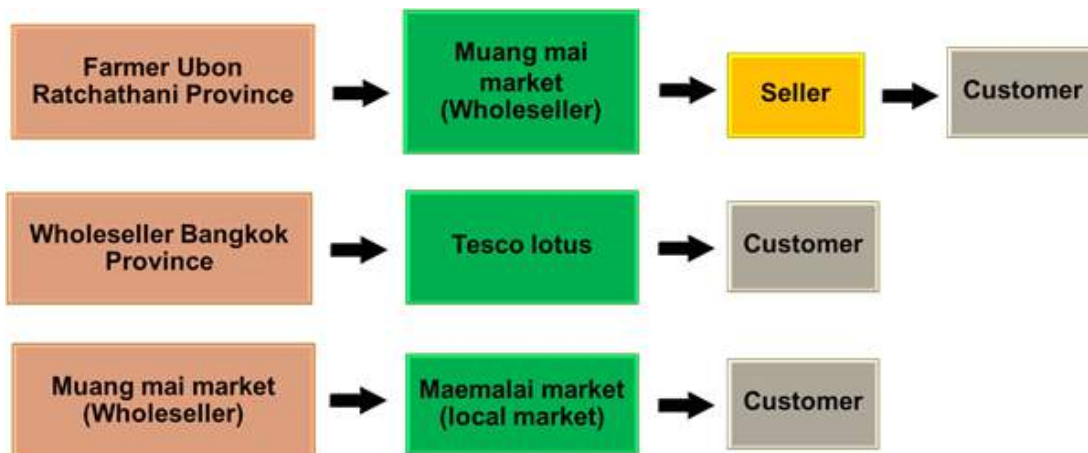 Farmer Ubon
Ratchathani Province
Muang mai
market
(Wholeseller)
Seller
Customer
Wholeseller Bangkok
Province
Tesco lotus
Customer
Muang mai market
(Wholeseller)
Maemalai market
(local market)
Customer